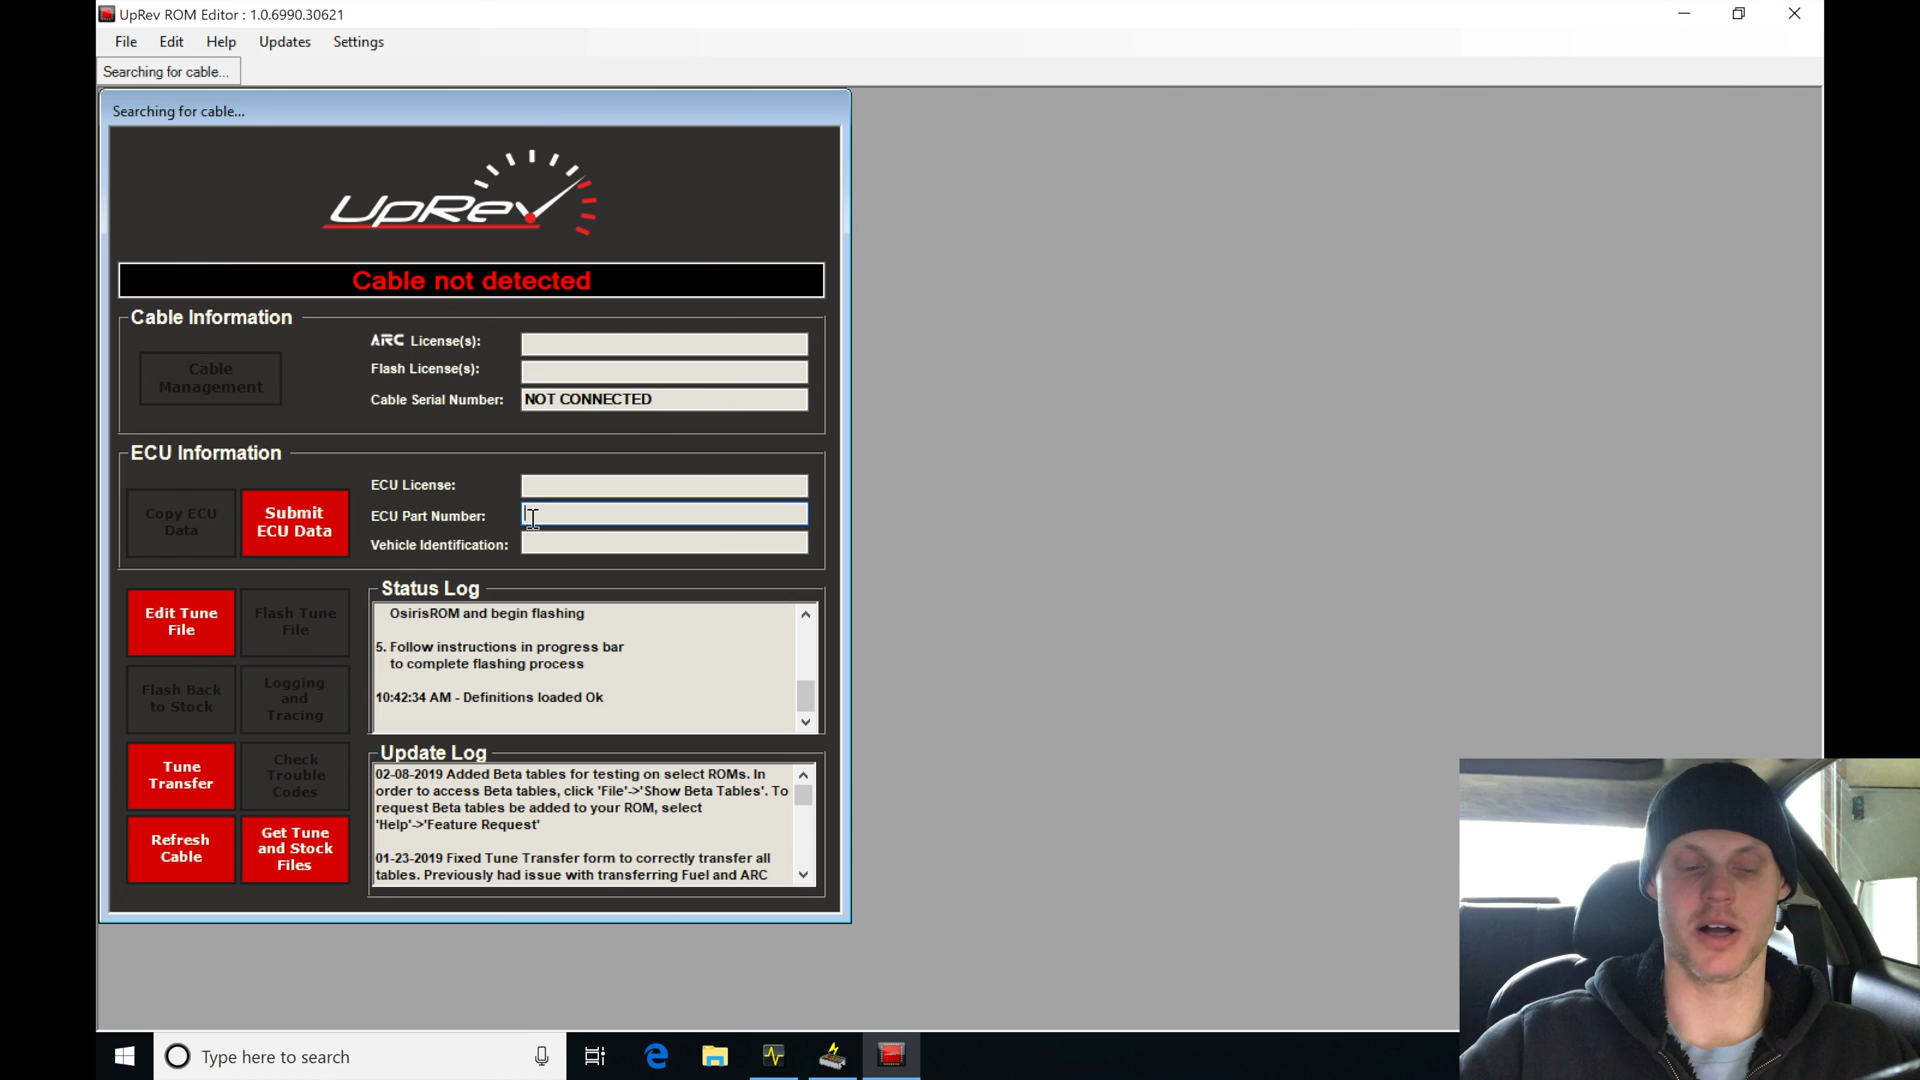 UpRev ROM Editor : 1.0.6990.30621
File Edit Help Updates Settings
Searching for cable...
Searching for cable...
UpRev
Cable not detected
Cable Information
Cable Management
ARC License(s):
Flash License(s):
Cable Serial Number: NOT CONNECTED
ECU Information
Copy ECU Data
Submit ECU Data
ECU License:
ECU Part Number:
Vehicle Identification:
Edit Tune File
Flash Tune File
Flash Back to Stock
Logging and Tracing
Tune Transfer
Check Trouble Codes
Refresh Cable
Get Tune and Stock Files
Status Log
OsirisROM and begin flashing
5. Follow instructions in progress bar
to complete flashing process
10:42:34 AM - Definitions loaded Ok
Update Log
02-08-2019 Added Beta tables for testing on select ROMs. In
order to access Beta tables, click 'File'->'Show Beta Tables'. To
request Beta tables be added to your ROM, select
'Help'->'Feature Request'
01-23-2019 Fixed Tune Transfer form to correctly transfer all
tables. Previously had issue with transferring Fuel and ARC
Type here to search